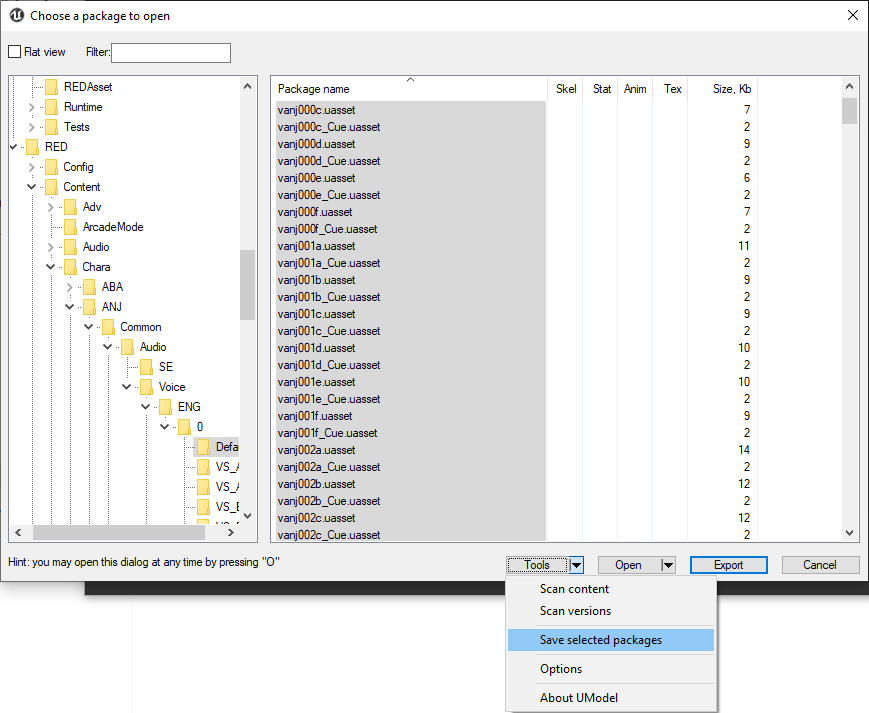 Choose a package to open
Flat view
Filter:
REDAsset
Runtime
Tests
RED
Config
Content
Adv
ArcadeMode
Audio
Chara
ABA
ANJ
Common
Audio
SE
Voice
ENG
0
Defau
VS_A
VS_A
VS_E
Package name Skel Stat Anim Tex Size, Kb
vanj000c.uasset 7
vanj000c_Cue.uasset 2
vanj000d.uasset 9
vanj000d_Cue.uasset 2
vanj000e.uasset 6
vanj000e_Cue.uasset 2
vanj000f.uasset 7
vanj000f_Cue.uasset 2
vanj001a.uasset 11
vanj001a_Cue.uasset 2
vanj001b.uasset 9
vanj001b_Cue.uasset 2
vanj001c.uasset 9
vanj001c_Cue.uasset 2
vanj001d.uasset 10
vanj001d_Cue.uasset 2
vanj001e.uasset 10
vanj001e_Cue.uasset 2
vanj001f.uasset 9
vanj001f_Cue.uasset 2
vanj002a.uasset 14
vanj002a_Cue.uasset 2
vanj002b.uasset 12
vanj002b_Cue.uasset 2
vanj002c.uasset 12
vanj002c_Cue.uasset 2
Hint: you may open this dialog at any time by pressing "O"
Tools
Open
Export
Cancel
Scan content
Scan versions
Save selected packages
Options
About UModel